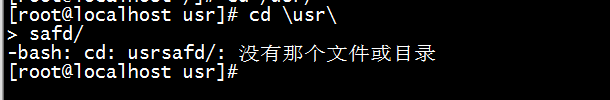 [root@localhost usr]# cd \usr\
> safd/
-bash: cd: usrsafd/: 没有那个文件或目录
[root@localhost usr]#